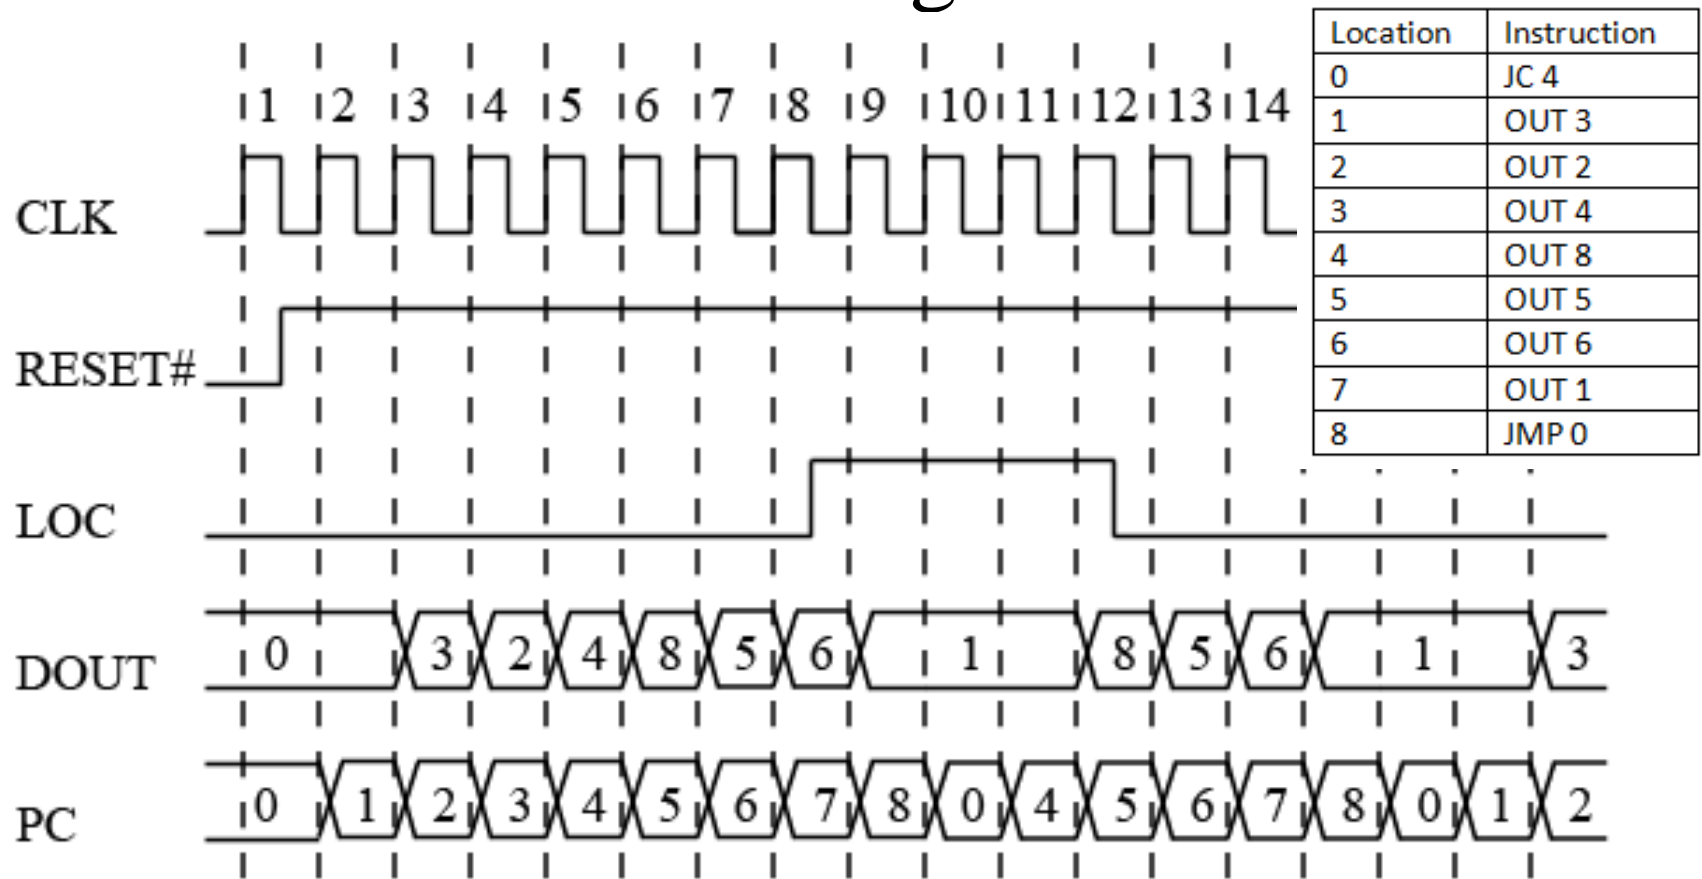 g
1 2 3 4 5 6 7 8 9 10 11 12 13 14
CLK
RESET#
LOC
DOUT 0 3 2 4 8 5 6 1 8 5 6 1 3
PC 0 1 2 3 4 5 6 7 8 0 4 5 6 7 8 0 1 2
Location Instruction
0 JC 4
1 OUT 3
2 OUT 2
3 OUT 4
4 OUT 8
5 OUT 5
6 OUT 6
7 OUT 1
8 JMP 0